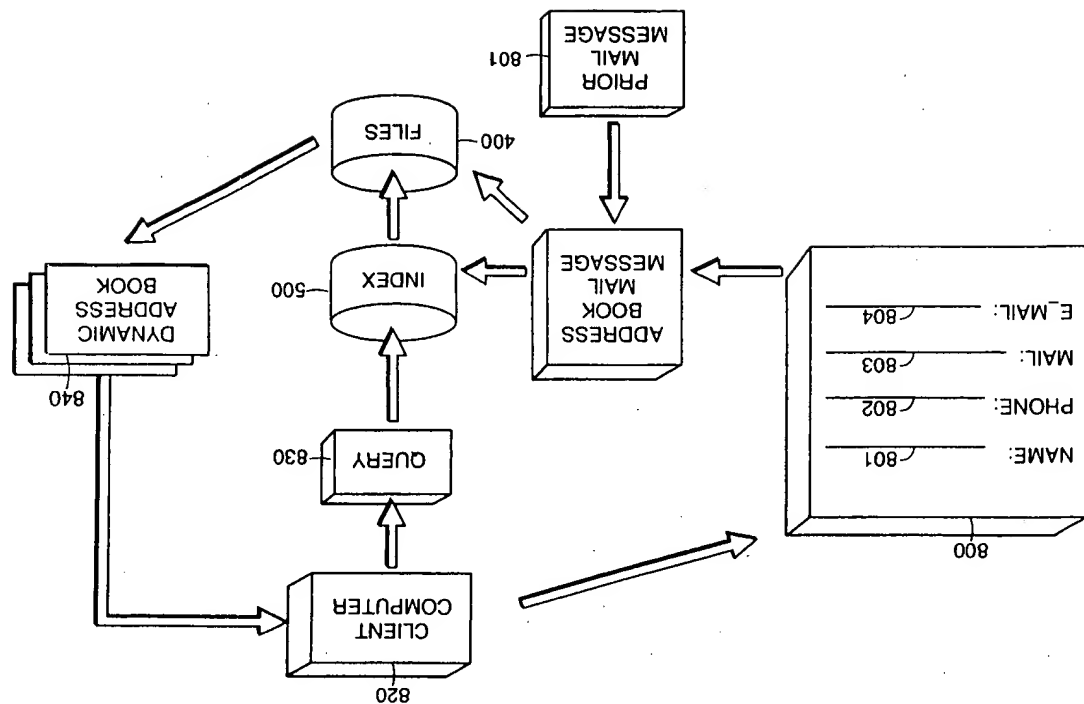 820
CLIENT
COMPUTER
800
NAME: 801
PHONE: 802
MAIL: 803
E_MAIL: 804
QUERY
830
840
DYNAMIC
ADDRESS
BOOK
ADDRESS
BOOK
MAIL
MESSAGE
INDEX
500
FILES
400
PRIOR
MAIL
MESSAGE
801